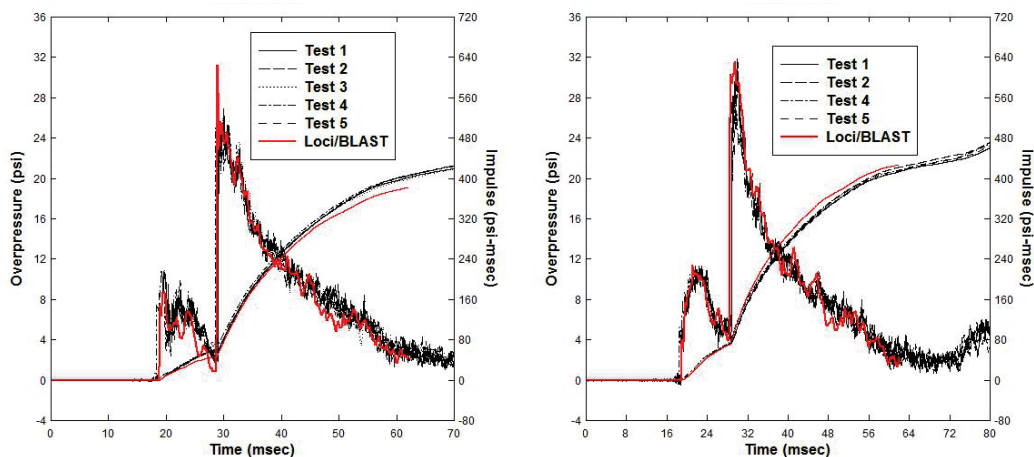 36
32
28
24
20
16
12
8
4
0
-4
Overpressure (psi)
720
640
560
480
400
320
240
160
80
0
-80
Impulse (psi-msec)
Test 1
Test 2
Test 3
Test 4
Test 5
Loci/BLAST
0 10 20 30 40 50 60 70
Time (msec)
36
32
28
24
20
16
12
8
4
0
-4
Overpressure (psi)
720
640
560
480
400
320
240
160
80
0
-80
Impulse (psi-msec)
Test 1
Test 2
Test 4
Test 5
Loci/BLAST
0 8 16 24 32 40 48 56 64 72 80
Time (msec)